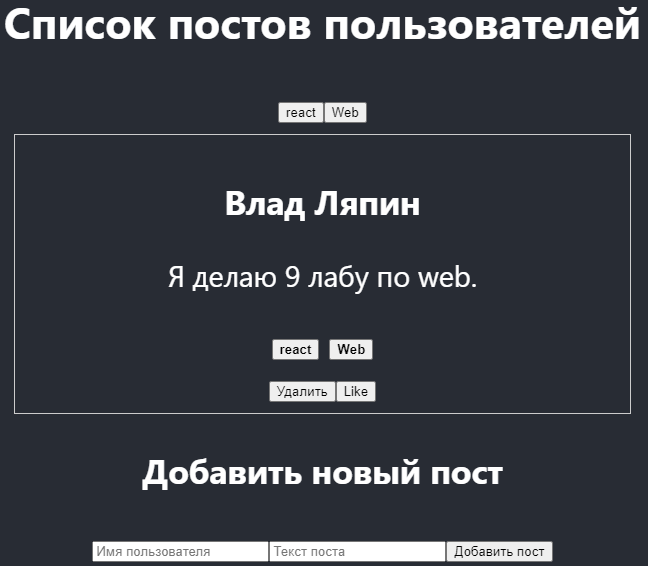 Список постов пользователей
react Web
Влад Ляпин
Я делаю 9 лабу по web.
react Web
Удалить Like
Добавить новый пост
Имя пользователя Текст поста Добавить пост